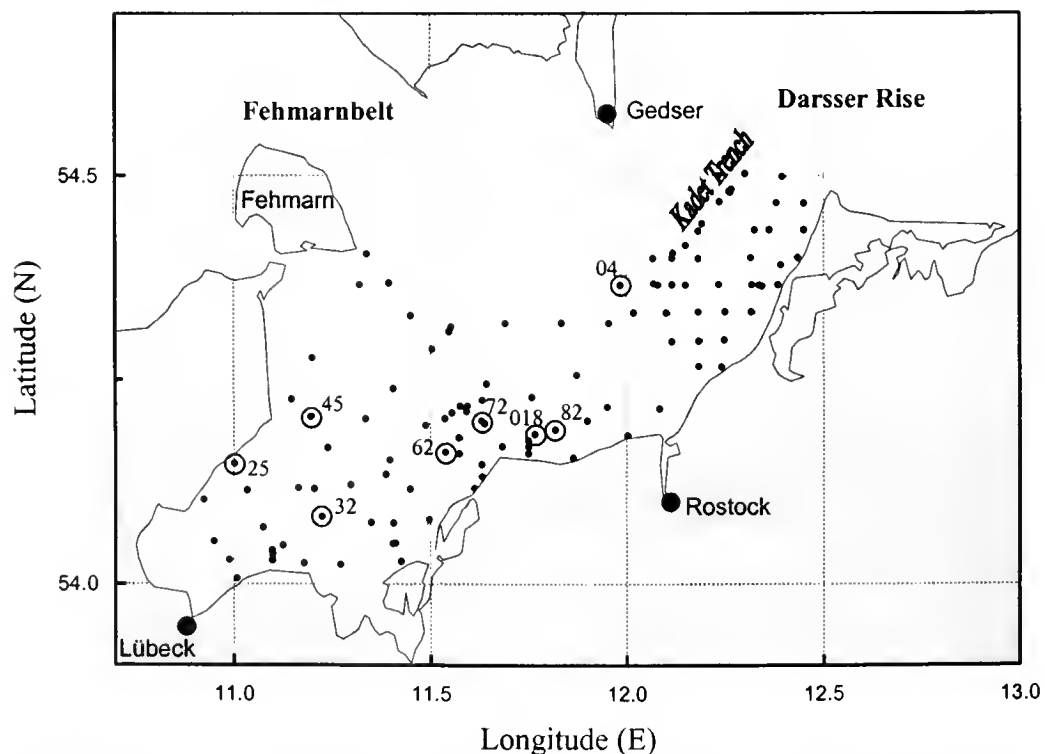 Fehmarnbelt
Gedser
Darsser Rise
Kadet Trench
54.5
Fehmarn
04
45
72
018
82
62
25
32
Rostock
54.0
Lübeck
11.0
11.5
12.0
12.5
13.0
Latitude (N)
Longitude (E)